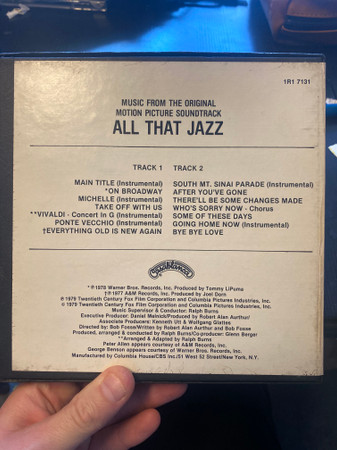 1R1 7131
MUSIC FROM THE ORIGINAL
MOTION PICTURE SOUNDTRACK
ALL THAT JAZZ
TRACK 1 TRACK 2
MAIN TITLE (Instrumental) SOUTH MT. SINAI PARADE (Instrumental)
*ON BROADWAY AFTER YOU'VE GONE
MICHELLE (Instrumental) THERE'LL BE SOME CHANGES MADE
TAKE OFF WITH US WHO'S SORRY NOW - Chorus
**VIVALDI - Concert in G (Instrumental) SOME OF THESE DAYS
PONTE VECCHIO (Instrumental) GOING HOME NOW (Instrumental)
†EVERYTHING OLD IS NEW AGAIN BYE BYE LOVE
Casablanca
*℗1978 Warner Bros. Records, Inc. Produced by Tommy LiPuma
†℗1977 A&M Records, Inc. Produced by Joel Dorn
℗ 1979 Twentieth Century Fox Film Corporation and Columbia Pictures Industries, Inc.
© 1979 Twentieth Century Fox Film Corporation and Columbia Pictures Industries, Inc.
Music Supervisor & Conductor: Ralph Burns
Executive Producer: Daniel Melnick/Produced by Robert Alan Aurthur/
Associate Producers: Kenneth Utt & Wolfgang Glattes
Directed by: Bob Fosse/Written by Robert Alan Aurthur and Bob Fosse
Produced, arranged & conducted by Ralph Burns/Co-producer: Glenn Berger
**Arranged & Adapted by Ralph Burns
Peter Allen appears courtesy of A&M Records, Inc.
George Benson appears courtesy of Warner Bros. Records, Inc.
Manufactured by Columbia House/CBS Inc./51 West 52 Street/New York, N.Y.